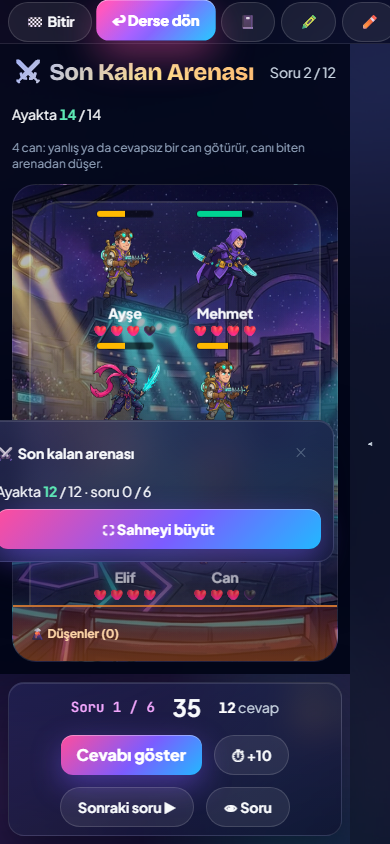 Bitir
Derse dön
Son Kalan Arenası
Soru 2 / 12
Ayakta 14 / 14
4 can: yanlış ya da cevapsız bir can götürür, canı biten
arenadan düşer.
Ayşe
Mehmet
Son kalan arenası
Ayakta 12 / 12 · soru 0 / 6
Sahneyi büyüt
Elif
Can
Düşenler (0)
Soru 1 / 6
35
12 cevap
Cevabı göster
+10
Sonraki soru
Soru